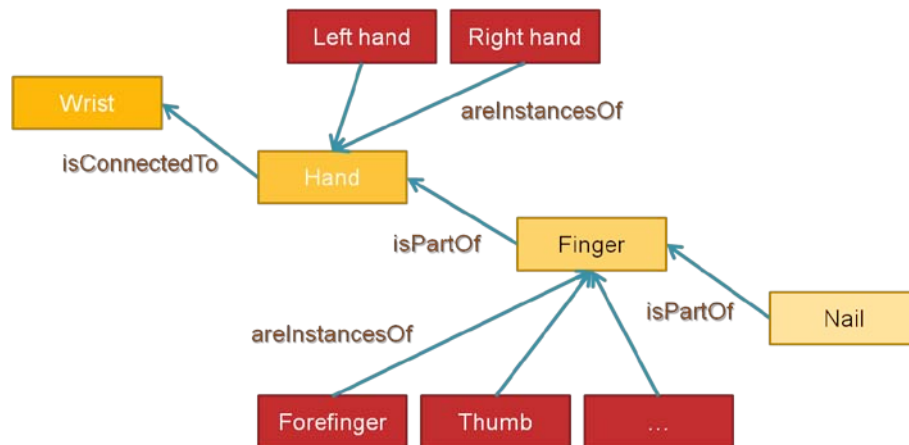 Left hand
Right hand
Wrist
areInstancesOf
isConnectedTo
Hand
isPartOf
Finger
areInstancesOf
isPartOf
Nail
Forefinger
Thumb
...